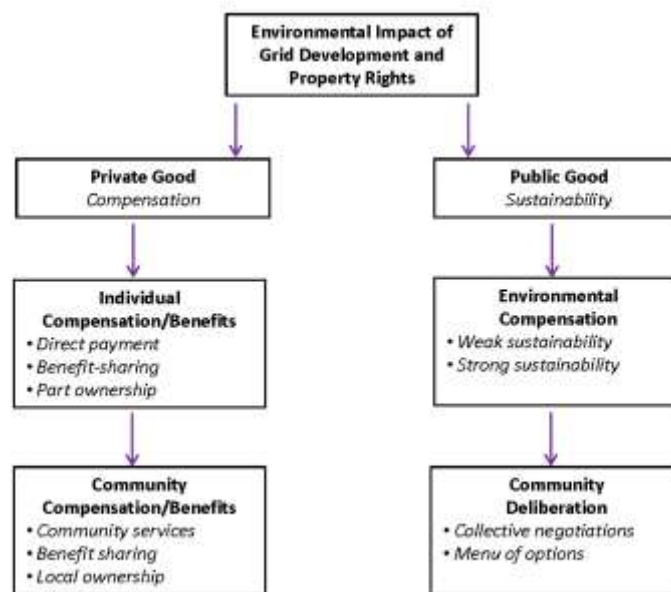 Environmental Impact of
Grid Development and
Property Rights
Private Good
Compensation
Public Good
Sustainability
Individual
Compensation/Benefits
• Direct payment
• Benefit-sharing
• Part ownership
Environmental
Compensation
• Weak sustainability
• Strong sustainability
Community
Compensation/Benefits
• Community services
• Benefit sharing
• Local ownership
Community
Deliberation
• Collective negotiations
• Menu of options